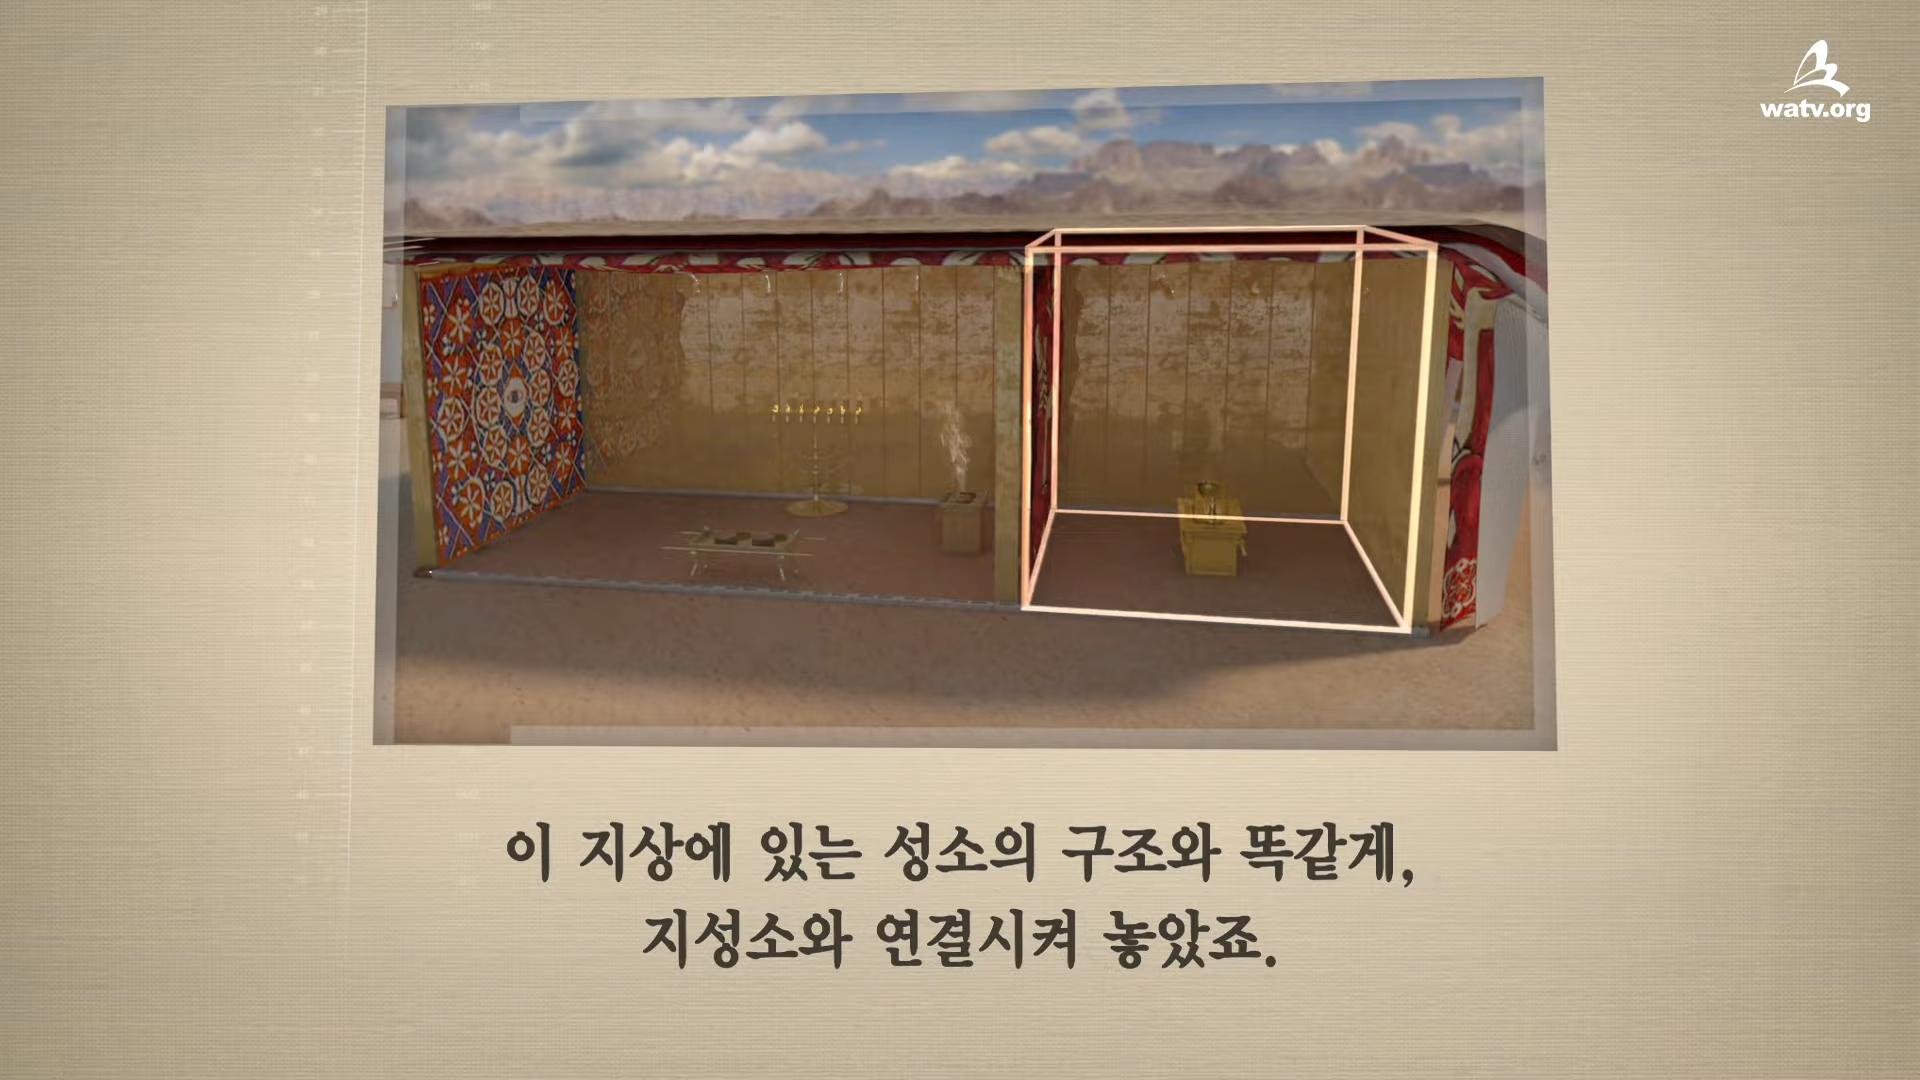 watv.org
이 지상에 있는 성소의 구조와 똑같게,
지성소와 연결시켜 놓았죠.